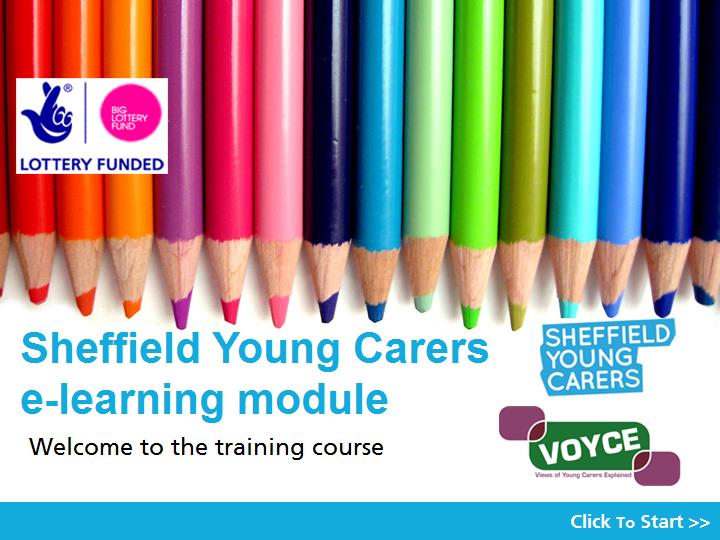 ®
BIG
LOTTERY
FUND
LOTTERY FUNDED
Sheffield Young Carers
e-learning module
Welcome to the training course
SHEFFIELD
YOUNG
CARERS
VOYCE
Views of Young Carers Explained
Click To Start >>